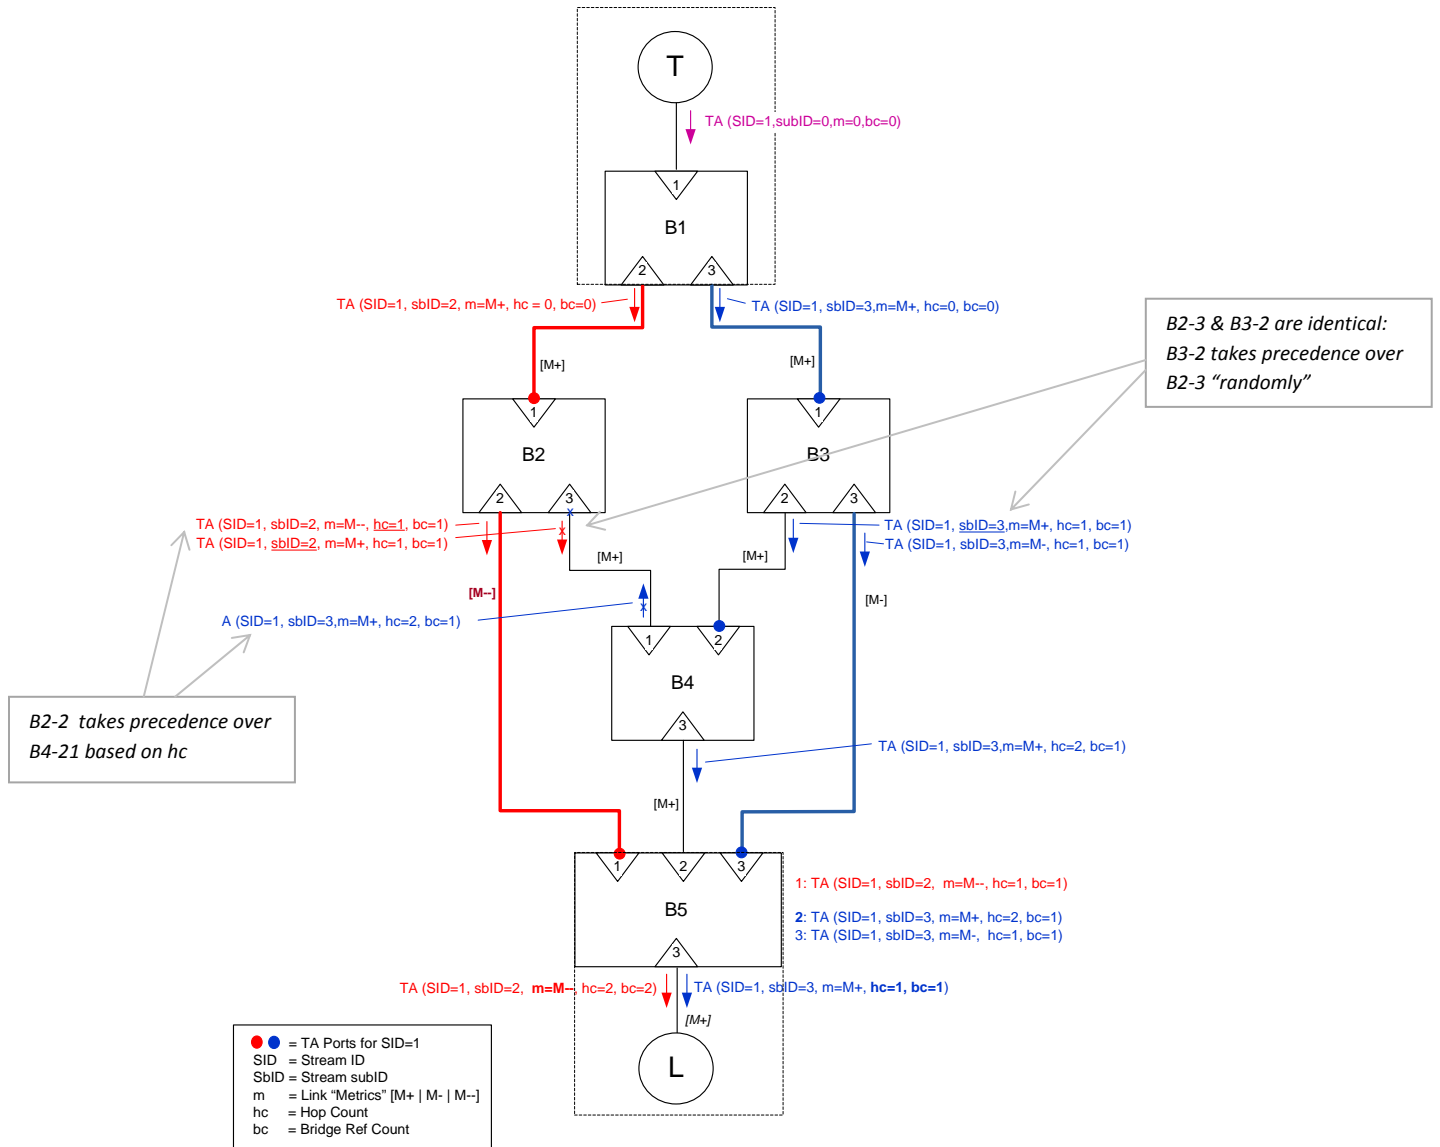 T
TA (SID=1,subID=0,m=0,bc=0)
1
B1
2
3
TA (SID=1, sbID=2, m=M+, hc = 0, bc=0)
TA (SID=1, sbID=3,m=M+, hc=0, bc=0)
B2-3 & B3-2 are identical:
B3-2 takes precedence over
B2-3 "randomly"
[M+]
[M+]
1
B2
2
3
1
B3
2
3
TA (SID=1, sbID=2, m=M--, hc=1, bc=1)
TA (SID=1, sbID=2, m=M+, hc=1, bc=1)
TA (SID=1, sbID=3,m=M+, hc=1, bc=1)
TA (SID=1, sbID=3,m=M-, hc=1, bc=1)
[M+]
[M+]
[M--]
[M-]
x
x
x
A (SID=1, sbID=3,m=M+, hc=2, bc=1)
1
2
B4
3
B2-2 takes precedence over
B4-21 based on hc
TA (SID=1, sbID=3,m=M+, hc=2, bc=1)
[M+]
1
2
3
B5
3
1: TA (SID=1, sbID=2, m=M--, hc=1, bc=1)
2: TA (SID=1, sbID=3, m=M+, hc=2, bc=1)
3: TA (SID=1, sbID=3, m=M-, hc=1, bc=1)
TA (SID=1, sbID=2, m=M--, hc=2, bc=2)
TA (SID=1, sbID=3, m=M+, hc=1, bc=1)
[M+]
L
= TA Ports for SID=1
SID = Stream ID
SbID = Stream subID
m = Link "Metrics" [M+ | M- | M--]
hc = Hop Count
bc = Bridge Ref Count